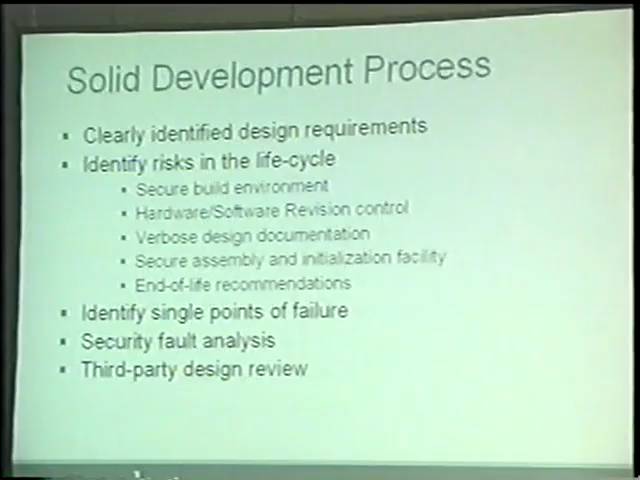 Solid Development Process
▪ Clearly identified design requirements
▪ Identify risks in the life-cycle
▪ Secure build environment
▪ Hardware/Software Revision control
▪ Verbose design documentation
▪ Secure assembly and initialization facility
▪ End-of-life recommendations
▪ Identify single points of failure
▪ Security fault analysis
▪ Third-party design review